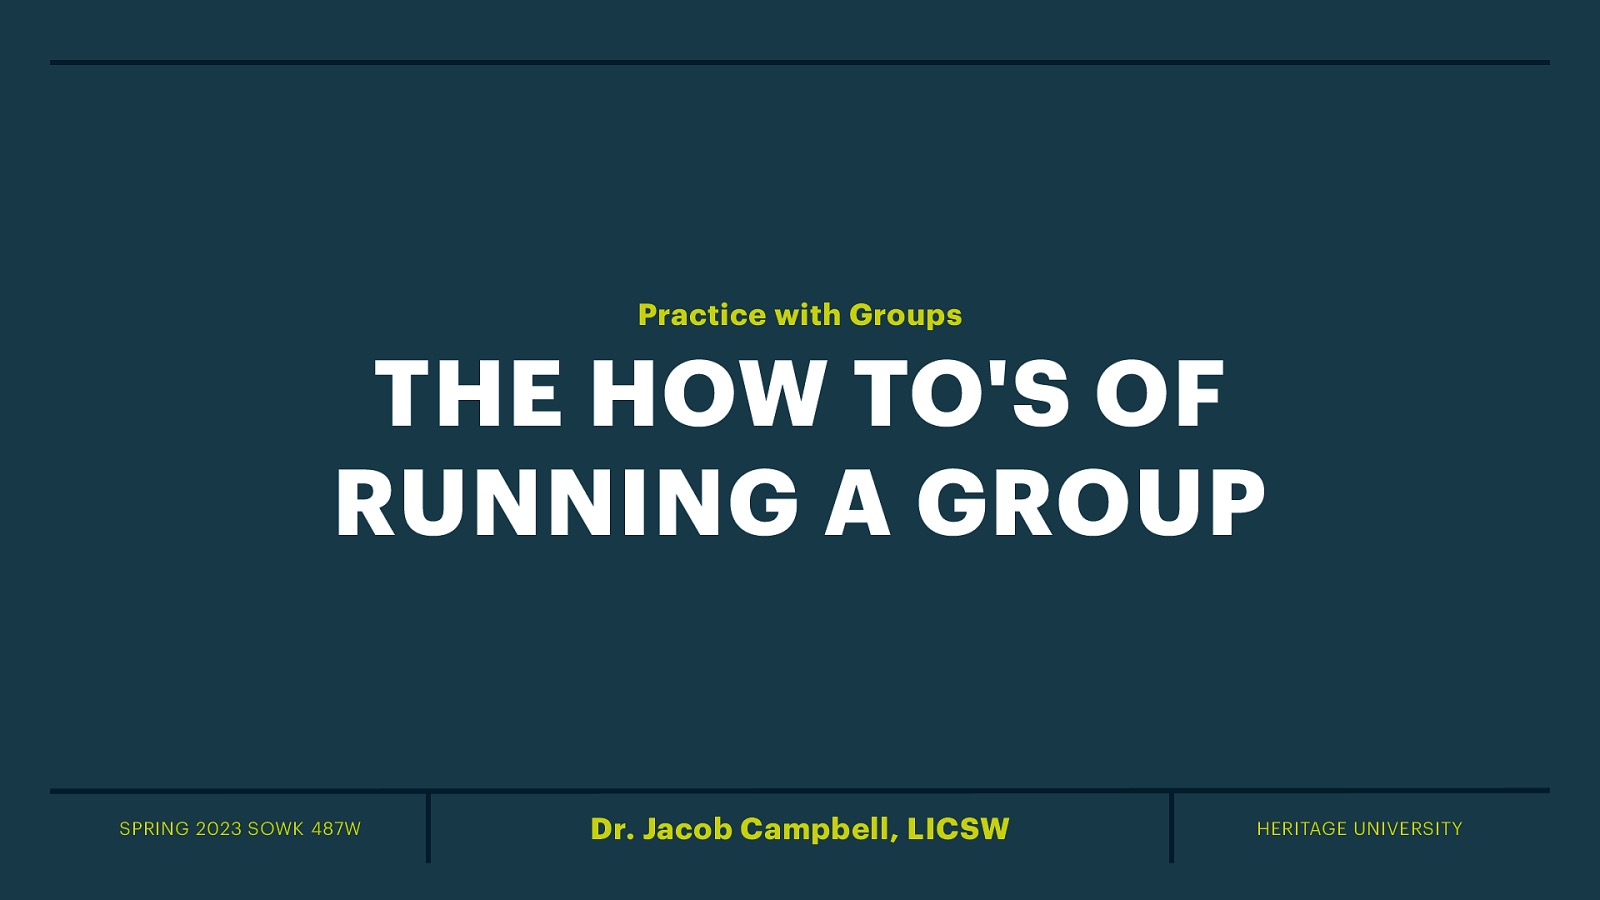 Practice with Groups
THE HOW TO'S OF
RUNNING A GROUP
SPRING 2023 SOWK 487W
Dr. Jacob Campbell, LICSW
HERITAGE UNIVERSITY